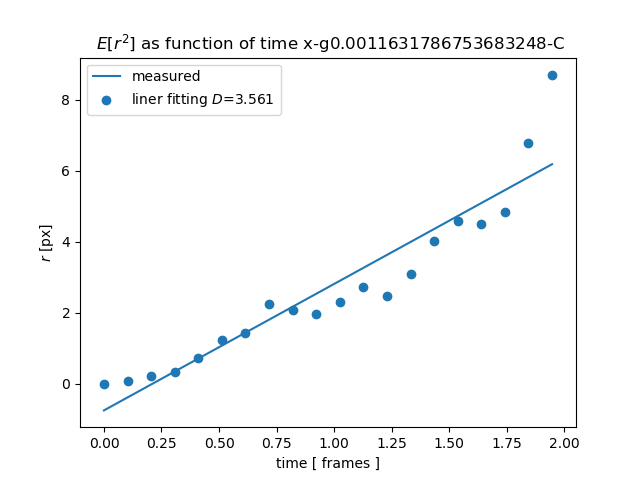 E[r²] as function of time x-g0.0011631786753683248-C
measured
liner fitting D=3.561
r [px]
8
6
4
2
0
0.00 0.25 0.50 0.75 1.00 1.25 1.50 1.75 2.00
time [ frames ]